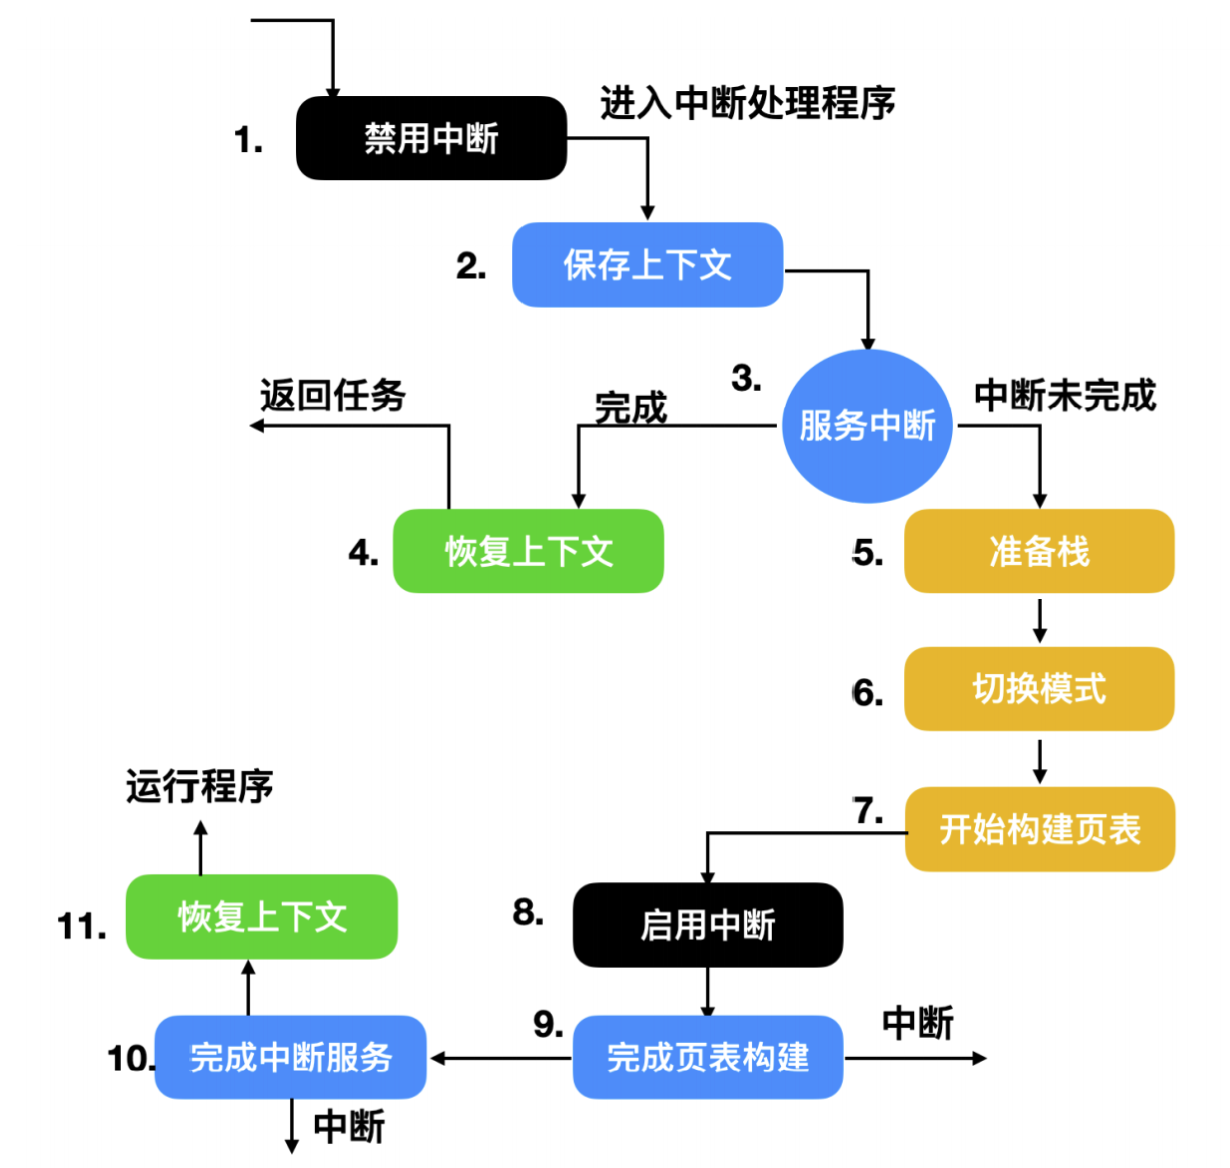 1.
禁用中断
进入中断处理程序
2.
保存上下文
3.
服务中断
返回任务
完成
中断未完成
4.
恢复上下文
5.
准备栈
6.
切换模式
7.
开始构建页表
8.
启用中断
9.
完成页表构建
中断
10.
完成中断服务
中断
11.
恢复上下文
运行程序